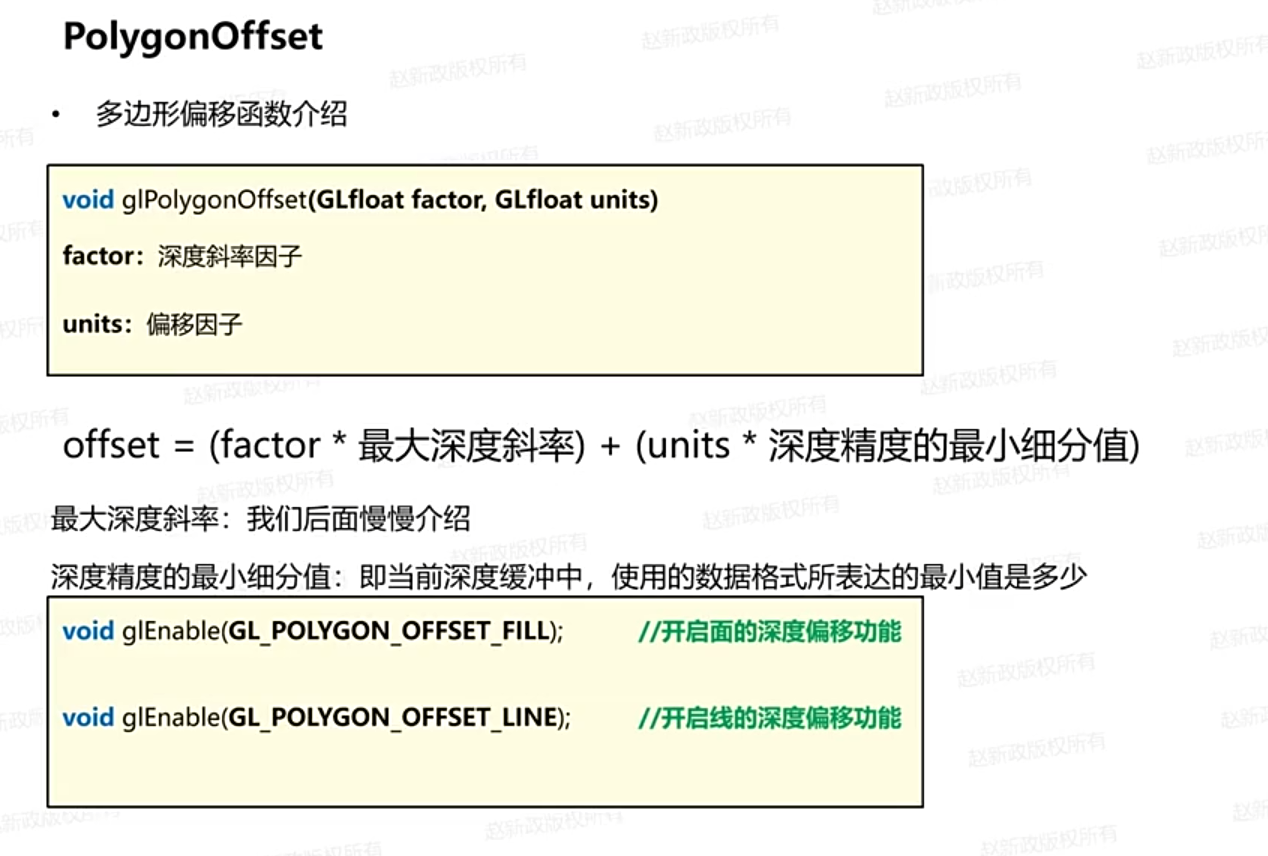 PolygonOffset
• 多边形偏移函数介绍
void glPolygonOffset(GLfloat factor, GLfloat units)
factor：深度斜率因子
units：偏移因子
offset = (factor * 最大深度斜率) + (units * 深度精度的最小细分值)
最大深度斜率：我们后面慢慢介绍
深度精度的最小细分值：即当前深度缓冲中，使用的数据格式所表达的最小值是多少
void glEnable(GL_POLYGON_OFFSET_FILL); //开启面的深度偏移功能
void glEnable(GL_POLYGON_OFFSET_LINE); //开启线的深度偏移功能
赵新政版权所有